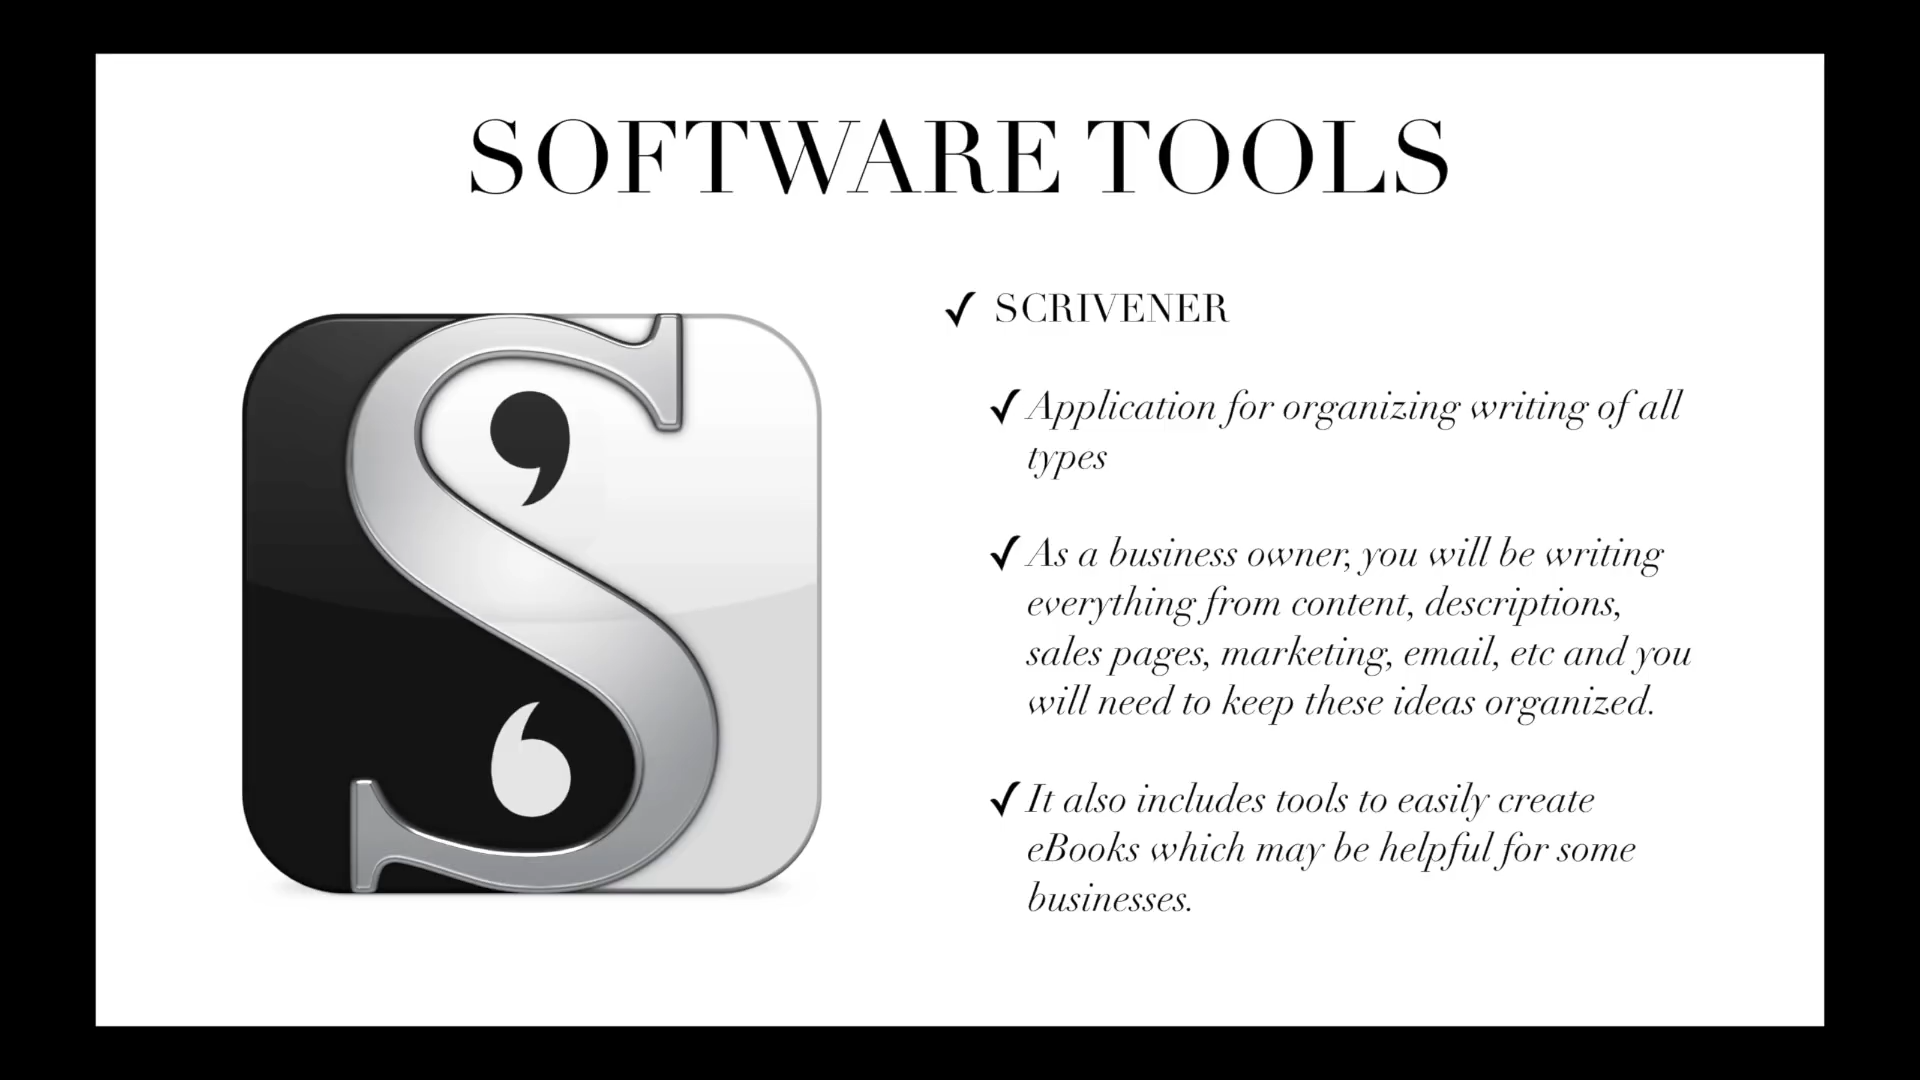 SOFTWARE TOOLS
✓ SCRIVENER
✓ Application for organizing writing of all
types
✓ As a business owner, you will be writing
everything from content, descriptions,
sales pages, marketing, email, etc and you
will need to keep these ideas organized.
✓ It also includes tools to easily create
eBooks which may be helpful for some
businesses.